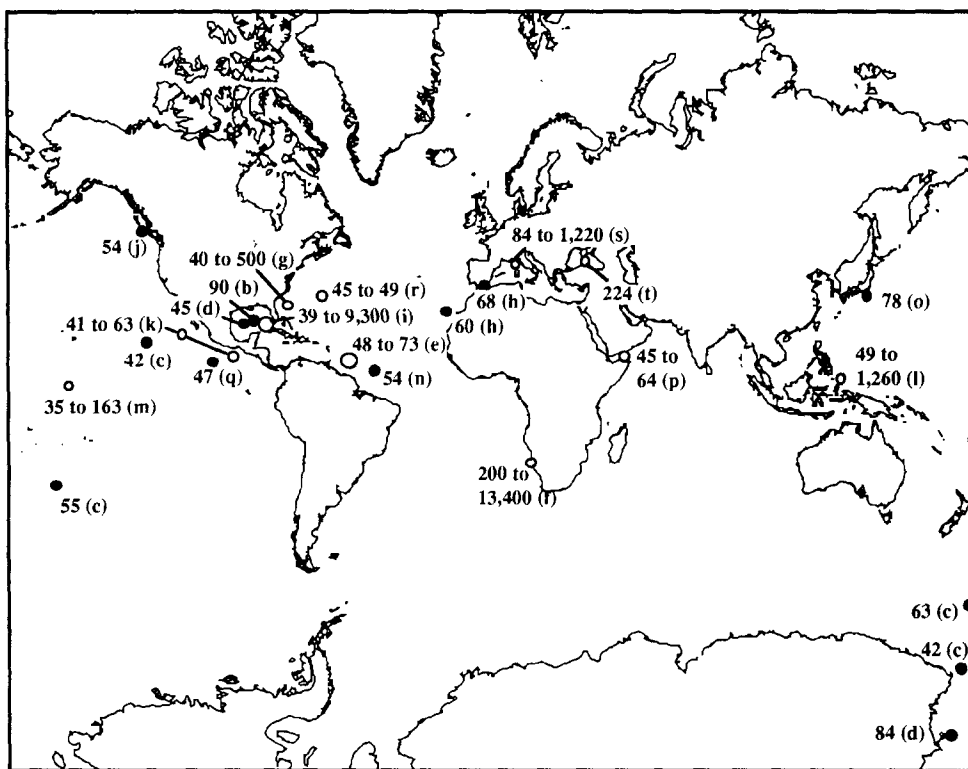 84 to 1,220 (s)
54 (j)
40 to 500 (g)
90 (b)
45 to 49 (r)
224 (t)
68 (h)
78 (o)
45 (d)
39 to 9,300 (i)
60 (h)
41 to 63 (k)
42 (c)
48 to 73 (e)
47 (q)
54 (n)
45 to
64 (p)
49 to
1,260 (l)
35 to 163 (m)
200 to
13,400 (f)
55 (c)
63 (c)
42 (c)
84 (d)